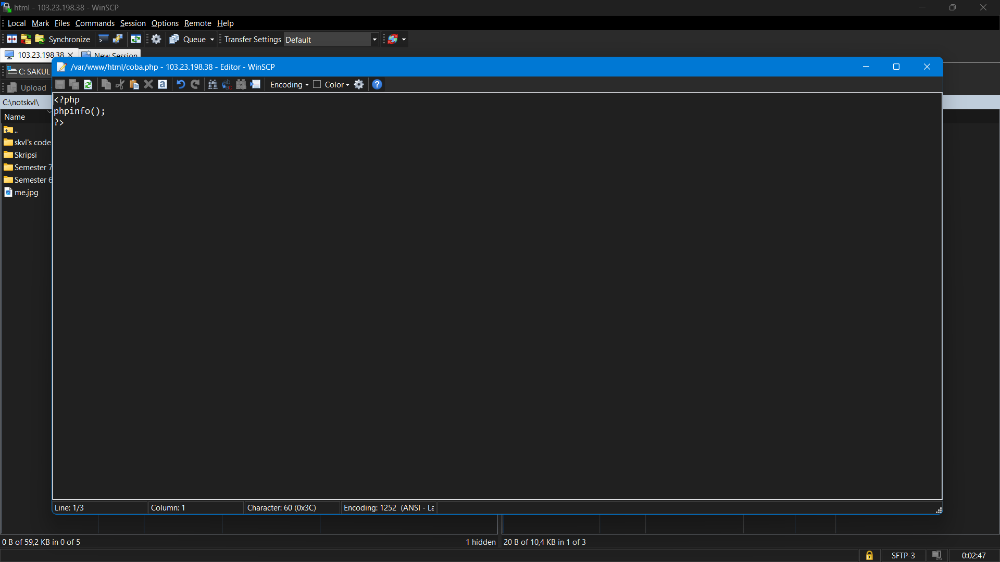 html - 103.23.198.38 - WinSCP
Local Mark Files Commands Session Options Remote Help
Synchronize Queue Transfer Settings Default
103.23.198.38 New Session
C: SAKUL
/var/www/html/coba.php - 103.23.198.38 - Editor - WinSCP
Upload
Encoding Color
C:\notskvl\
<?php
phpinfo();
?>
Name
..
skvl's code
Skripsi
Semester 7
Semester 6
me.jpg
Line: 1/3 Column: 1 Character: 60 (0x3C) Encoding: 1252 (ANSI - La
0 B of 59,2 KB in 0 of 5 1 hidden 20 B of 10,4 KB in 1 of 3
SFTP-3 0:02:47